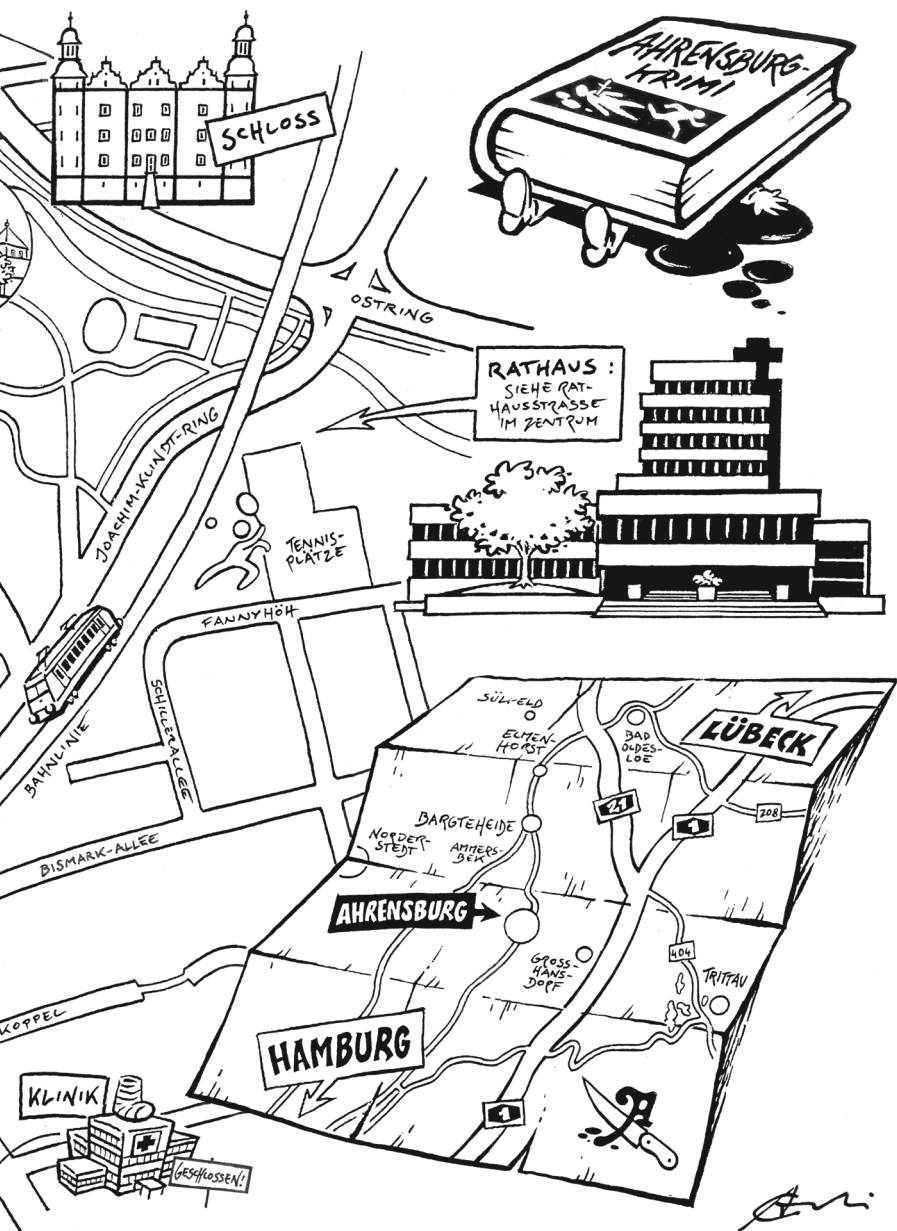 AHRENSBURG-
KRIMI
SCHLOSS
OSTRING
RATHAUS :
SIEHE RAT-
HAUSSTRASSE
IM ZENTRUM
JOACHIM-KLINDT-RING
TENNIS-
PLÄTZE
FANNYHÖH
SCHILLERALLEE
BAHNLINIE
BISMARK-ALLEE
SÜLFELD
ELMEN-
HORST
BAD
OLDES-
LOE
LÜBECK
21
1
208
BARGTEHEIDE
NORDER-
STEDT
AMMERS-
BEK
AHRENSBURG
GROSS-
HANS-
DORF
404
TRITTAU
HAMBURG
1
A
KOPPEL
KLINIK
GESCHLOSSEN!